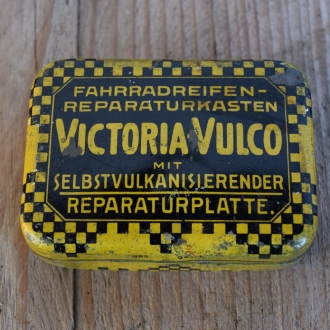 FAHRRADREIFEN-
-REPARATURKASTEN
VICTORIA VULCO
MIT
SELBSTVULKANISIERENDER
REPARATURPLATTE